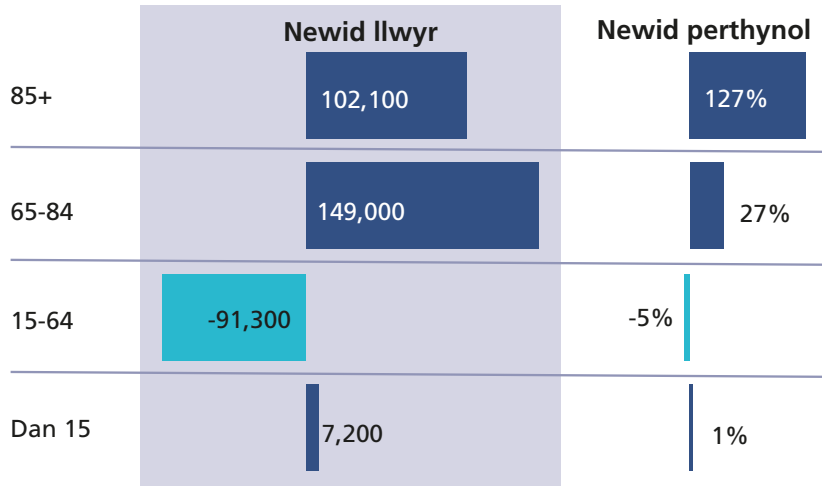 Newid llwyr Newid perthynol
85+ 102,100 127%
65-84 149,000 27%
15-64 -91,300 -5%
Dan 15 7,200 1%